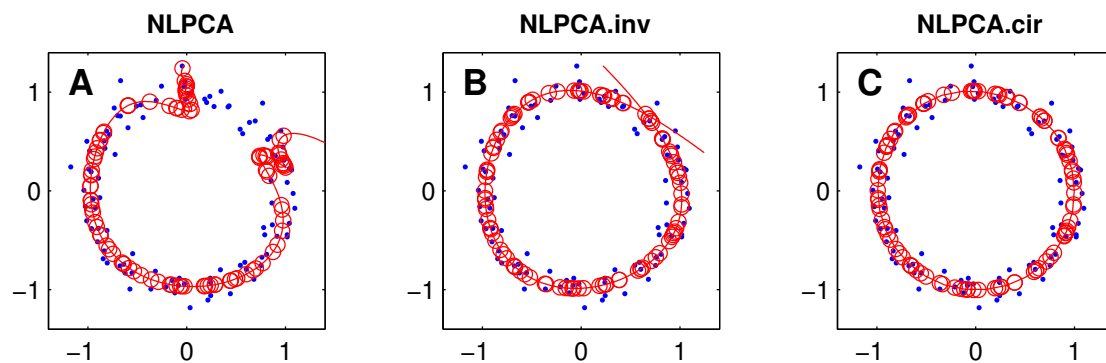 NLPCA NLPCA.inv NLPCA.cir
A B C
1 1 1
0 0 0
−1 −1 −1
−1 0 1 −1 0 1 −1 0 1